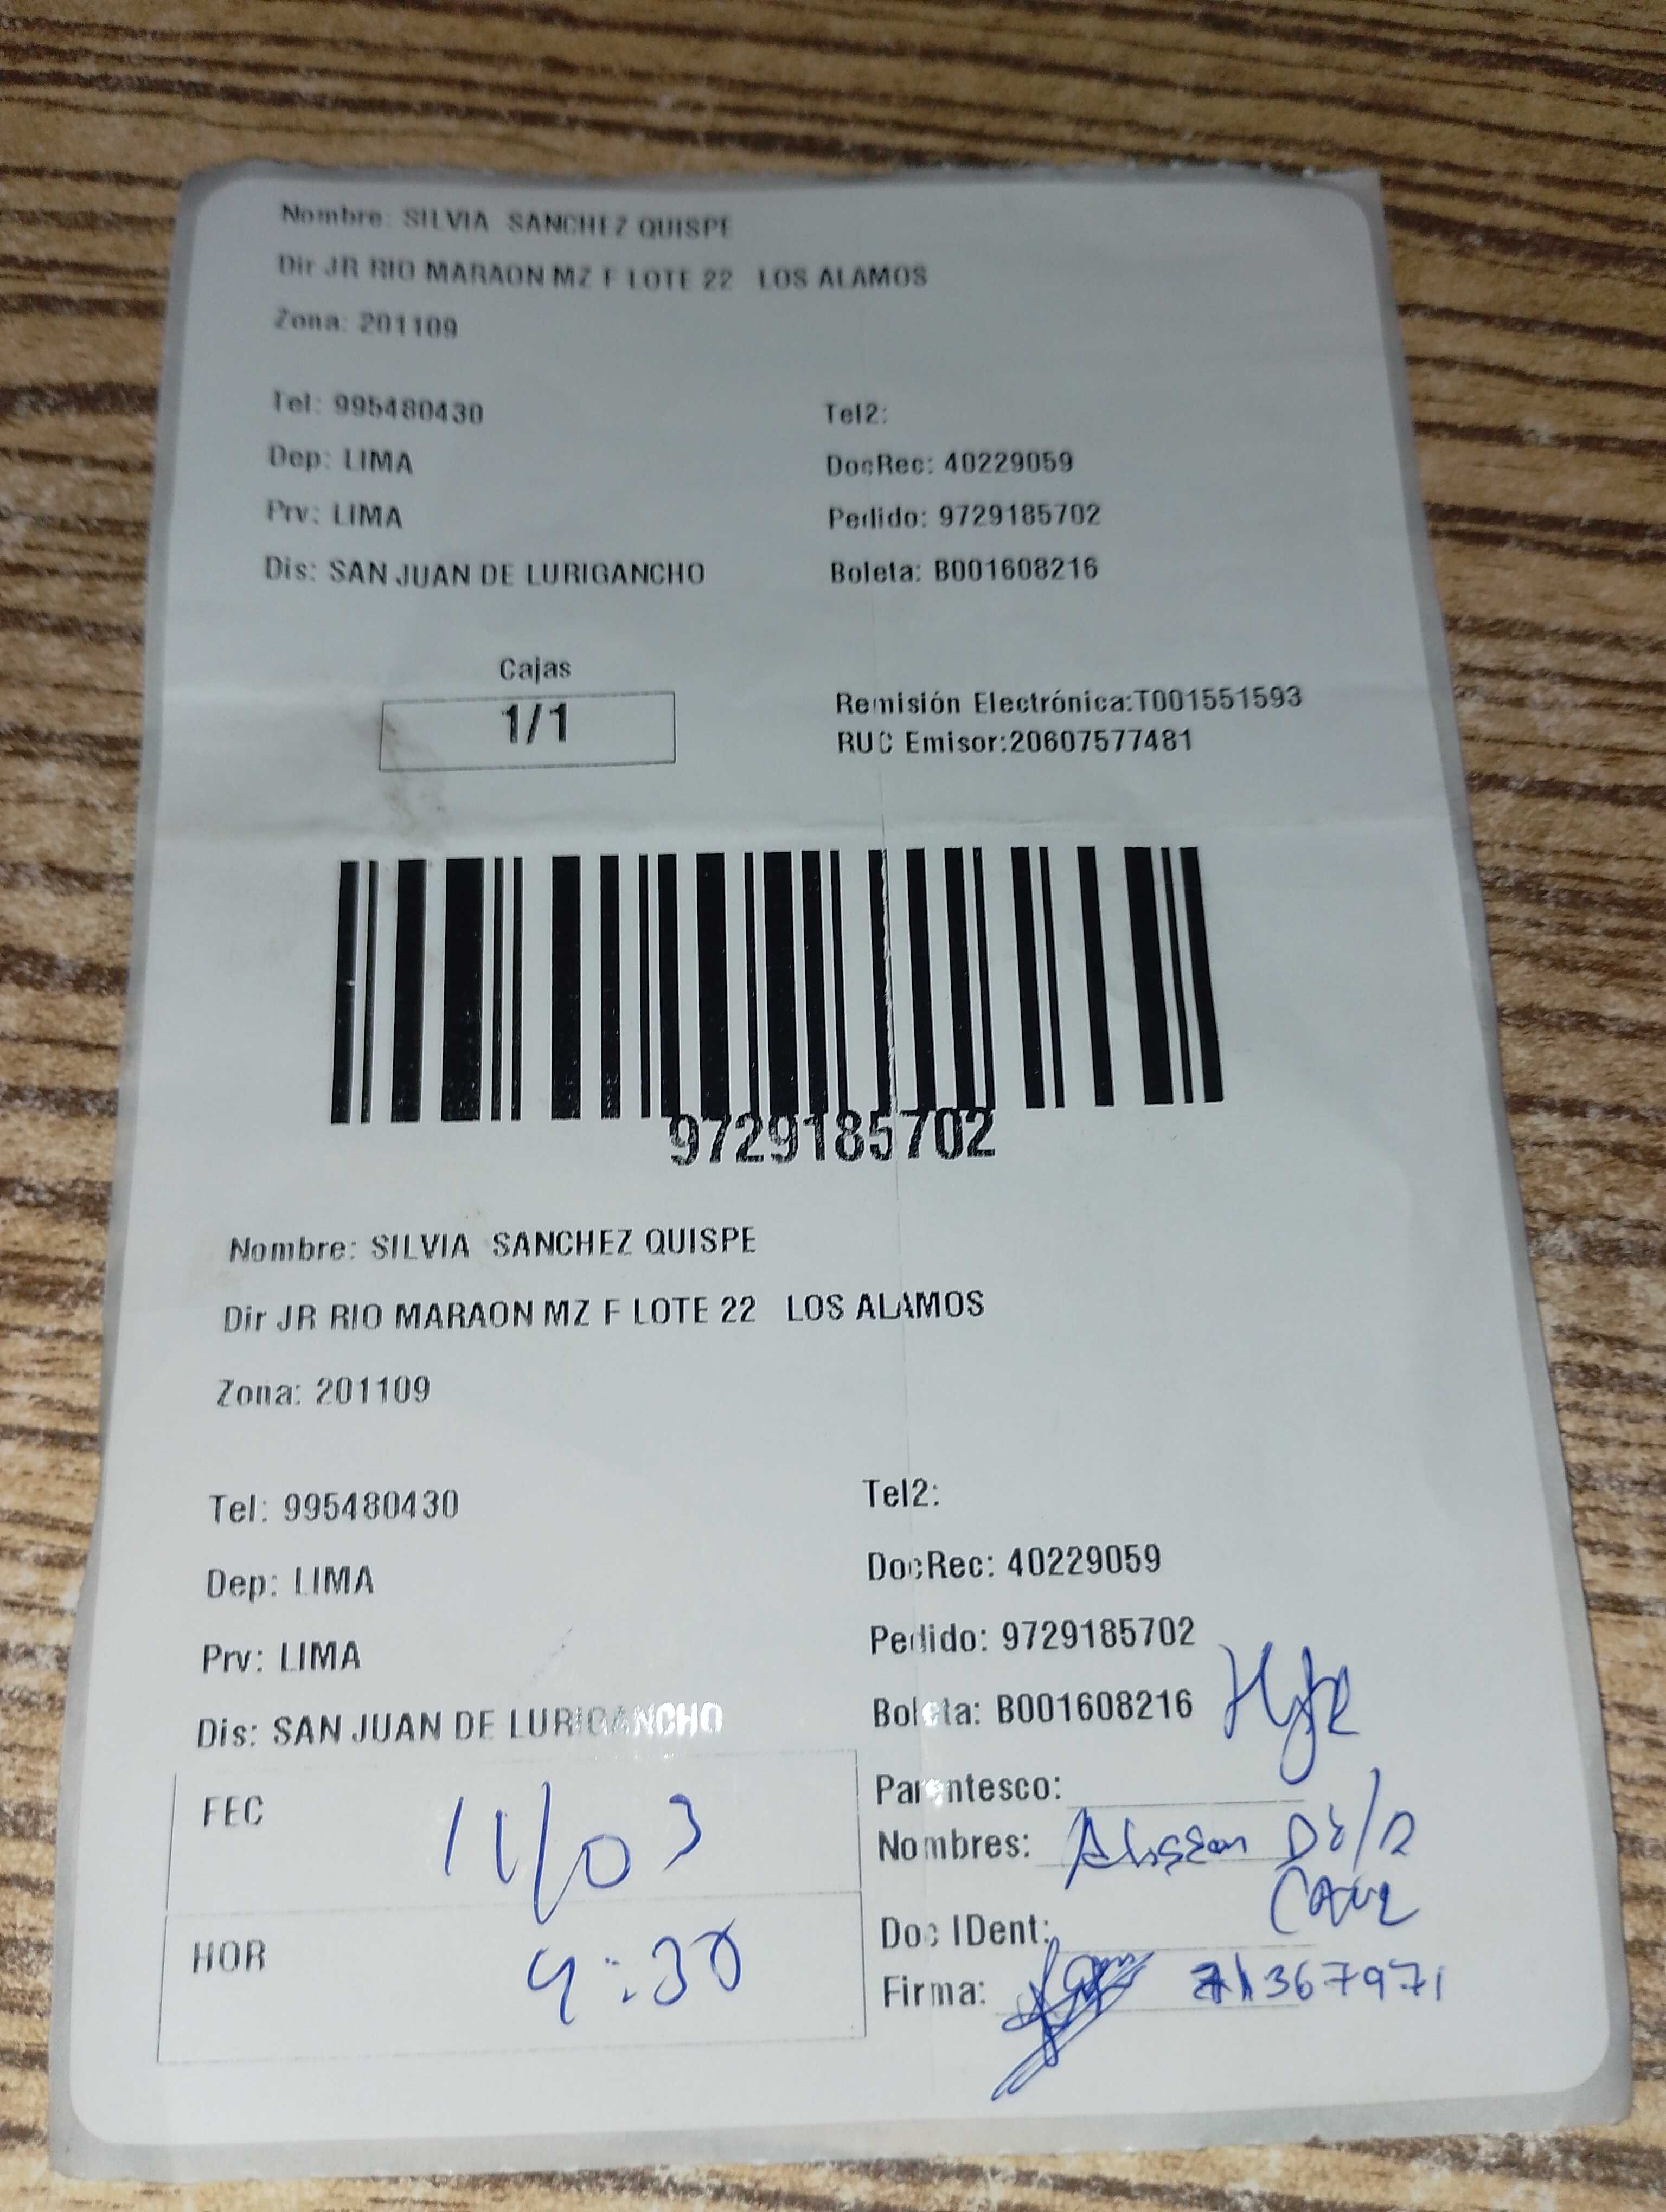 Nombre: SILVIA SANCHEZ QUISPE
Dir JR RIO MARAON MZ F LOTE 22 LOS ALAMOS
Zona: 201109
Tel: 995480430 Tel2:
Dep: LIMA DocRec: 40229059
Prv: LIMA Pedido: 9729185702
Dis: SAN JUAN DE LURIGANCHO Boleta: B001608216
Cajas
1/1
Remisión Electrónica:T001551593
RUC Emisor:20607577481
9729185702
Nombre: SILVIA SANCHEZ QUISPE
Dir JR RIO MARAON MZ F LOTE 22 LOS ALAMOS
Zona: 201109
Tel: 995480430 Tel2:
Dep: LIMA DocRec: 40229059
Prv: LIMA Pedido: 9729185702
Dis: SAN JUAN DE LURIGANCHO Boleta: B001608216
FEC 11/03 Parentesco:
Nombres:
HOR 9:30 Doc IDent:
Firma: 71367971